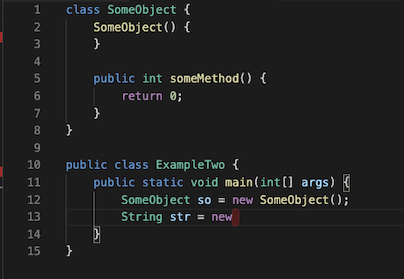 1 class SomeObject {
2     SomeObject() {
3     }
4
5     public int someMethod() {
6         return 0;
7     }
8 }
9
10 public class ExampleTwo {
11     public static void main(int[] args) {
12         SomeObject so = new SomeObject();
13         String str = new
14     }
15 }